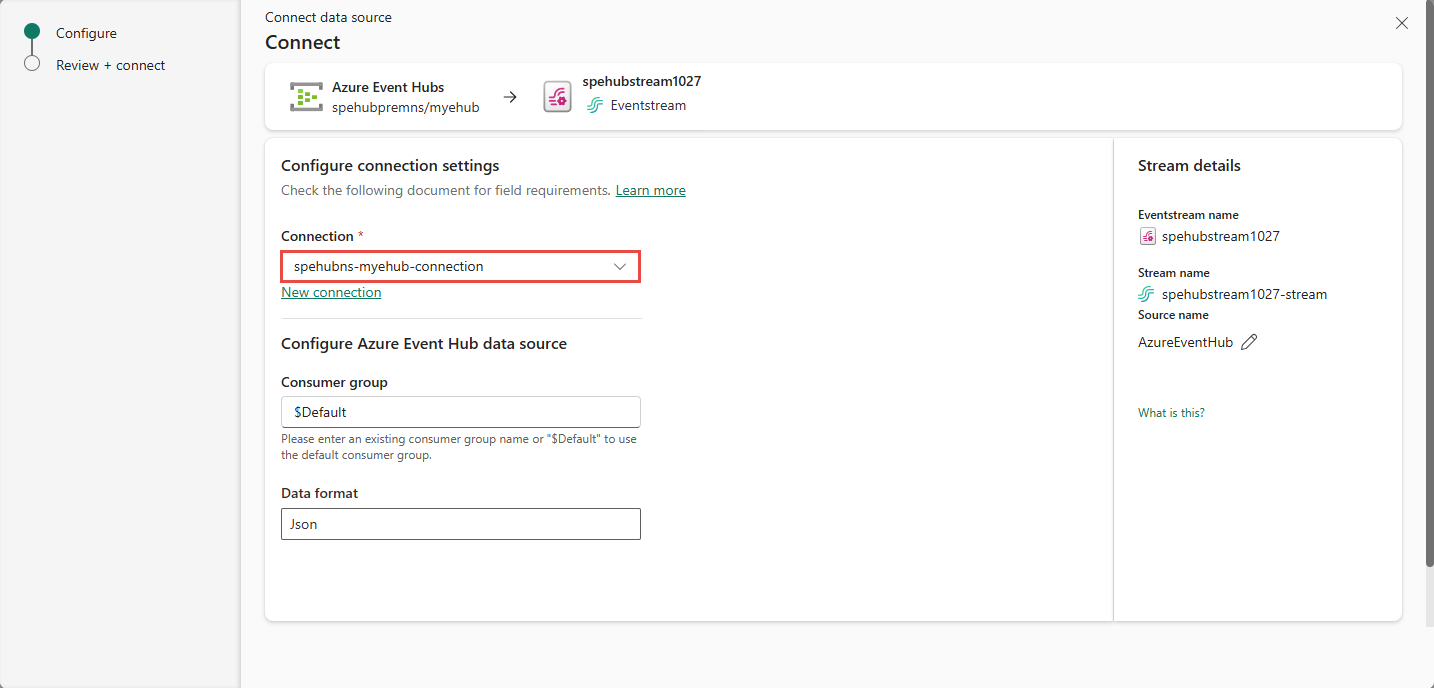 Configure
Review + connect
Connect data source
Connect
Azure Event Hubs
spehubpremns/myehub
spehubstream1027
Eventstream
Configure connection settings
Check the following document for field requirements. Learn more
Connection *
spehubns-myehub-connection
New connection
Configure Azure Event Hub data source
Consumer group
$Default
Please enter an existing consumer group name or "$Default" to use
the default consumer group.
Data format
Json
Stream details
Eventstream name
spehubstream1027
Stream name
spehubstream1027-stream
Source name
AzureEventHub
What is this?